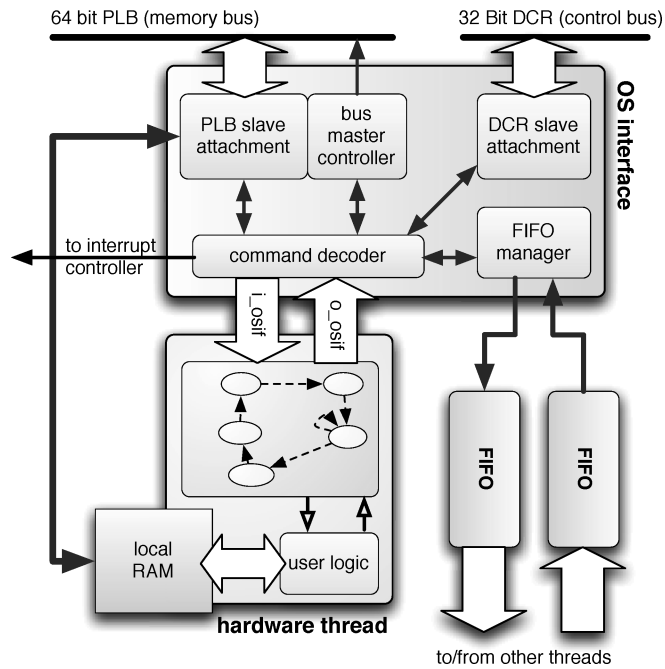 64 bit PLB (memory bus)
32 Bit DCR (control bus)
OS interface
PLB slave
attachment
bus
master
controller
DCR slave
attachment
FIFO
manager
command decoder
to interrupt
controller
i_osif
o_osif
FIFO
FIFO
local
RAM
user logic
hardware thread
to/from other threads